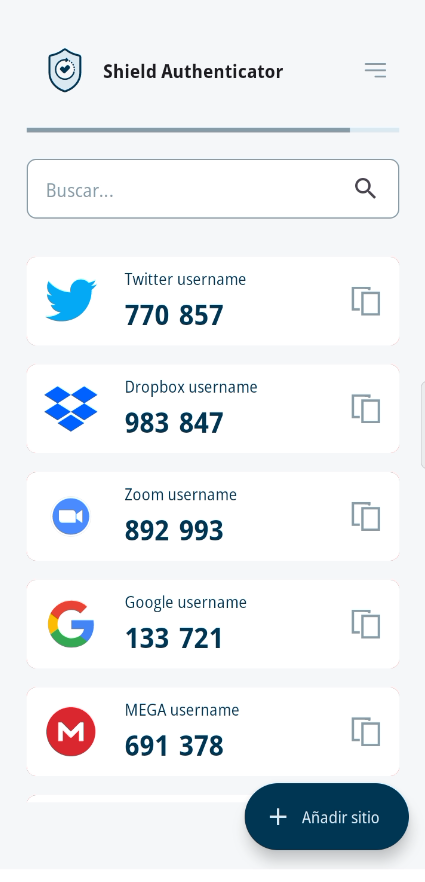 Shield Authenticator
Buscar...
Twitter username
770 857
Dropbox username
983 847
Zoom username
892 993
Google username
133 721
MEGA username
691 378
Añadir sitio